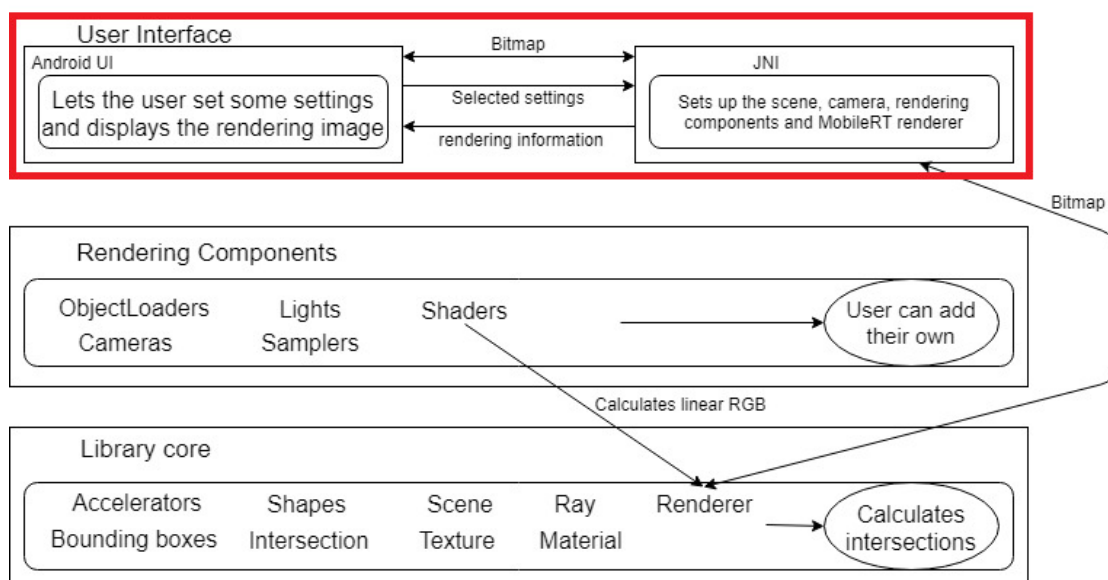 User Interface
Android UI
Lets the user set some settings
and displays the rendering image
Bitmap
Selected settings
rendering information
JNI
Sets up the scene, camera, rendering
components and MobileRT renderer
Bitmap
Rendering Components
ObjectLoaders
Lights
Shaders
Cameras
Samplers
User can add
their own
Calculates linear RGB
Library core
Accelerators
Shapes
Scene
Ray
Renderer
Bounding boxes
Intersection
Texture
Material
Calculates
intersections